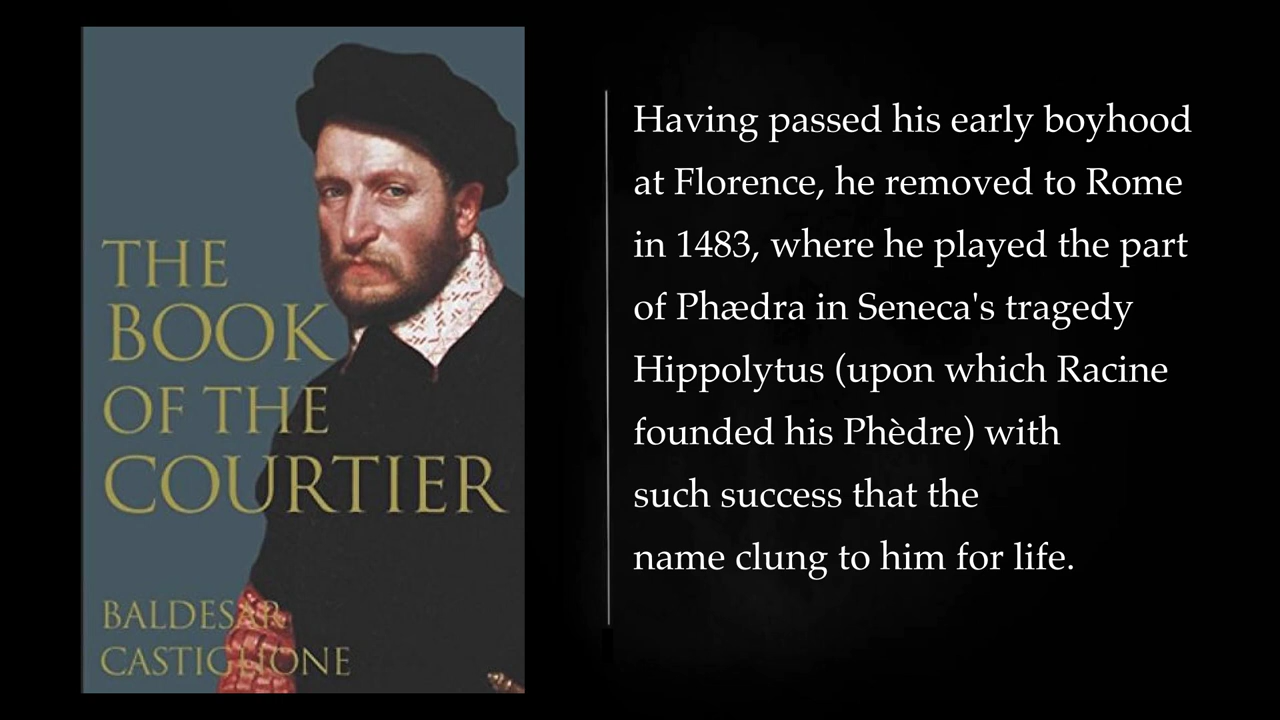 THE
BOOK
OF THE
COURTIER
BALDESAR
CASTIGLIONE
Having passed his early boyhood
at Florence, he removed to Rome
in 1483, where he played the part
of Phædra in Seneca's tragedy
Hippolytus (upon which Racine
founded his Phèdre) with
such success that the
name clung to him for life.